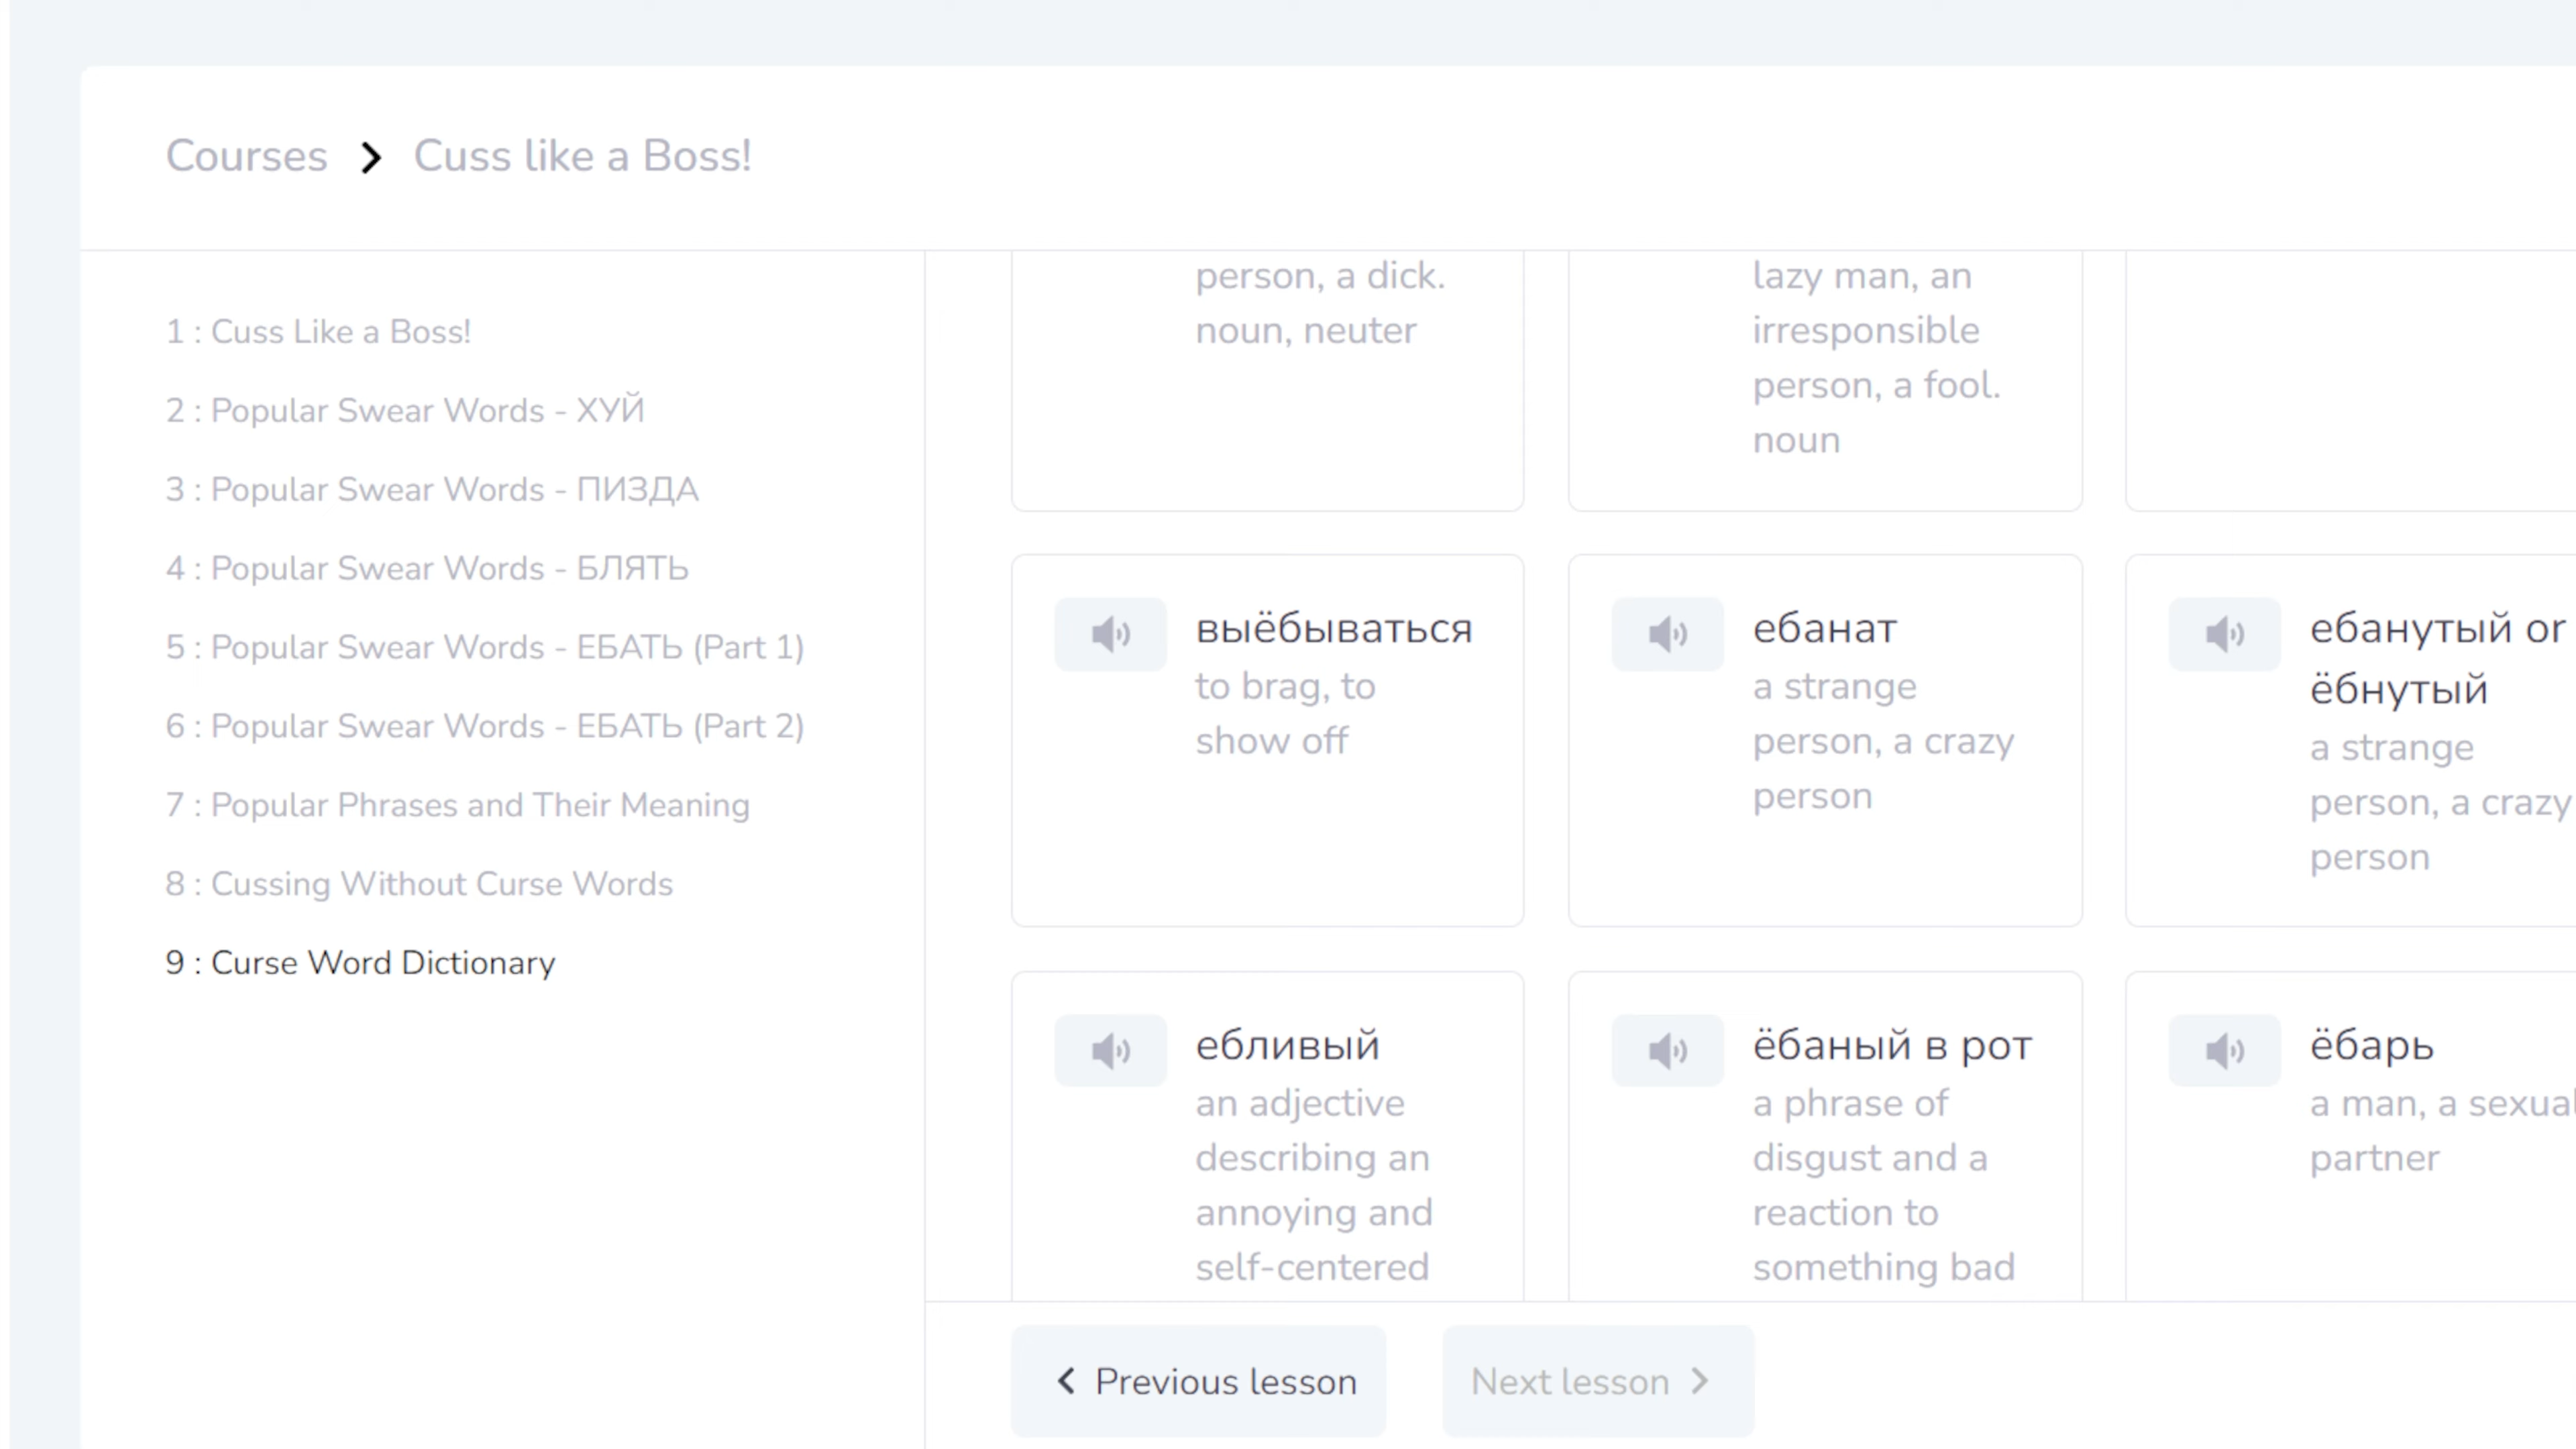 Courses > Cuss like a Boss!
1 : Cuss Like a Boss!
2 : Popular Swear Words - ХУЙ
3 : Popular Swear Words - ПИЗДА
4 : Popular Swear Words - БЛЯТЬ
5 : Popular Swear Words - ЕБАТЬ (Part 1)
6 : Popular Swear Words - ЕБАТЬ (Part 2)
7 : Popular Phrases and Their Meaning
8 : Cussing Without Curse Words
9 : Curse Word Dictionary
person, a dick.
noun, neuter
lazy man, an
irresponsible
person, a fool.
noun
выёбываться
to brag, to
show off
ебанат
a strange
person, a crazy
person
ебанутый or
ёбнутый
a strange
person, a crazy
person
ебливый
an adjective
describing an
annoying and
self-centered
ёбаный в рот
a phrase of
disgust and a
reaction to
something bad
ёбарь
a man, a sexual
partner
Previous lesson
Next lesson